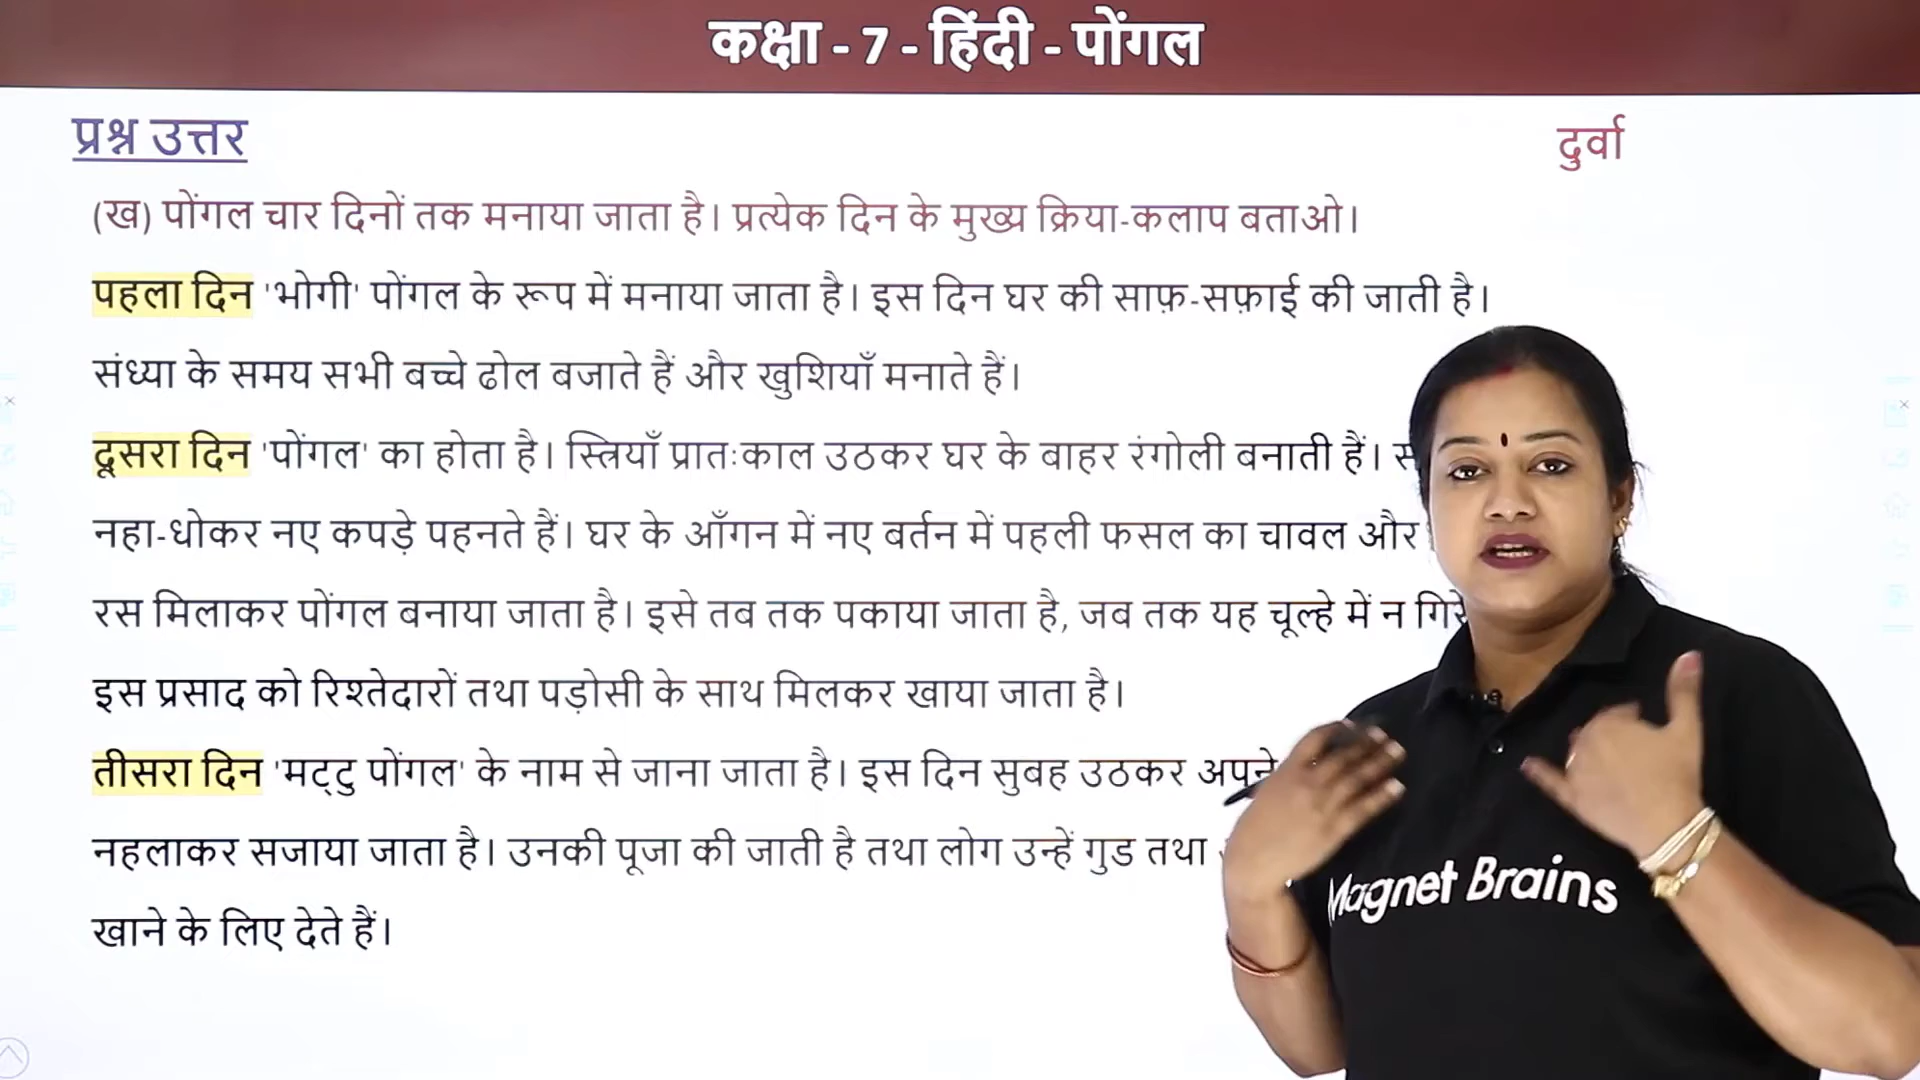 कक्षा - 7 - हिंदी - पोंगल
प्रश्न उत्तर
दुर्वा
(ख) पोंगल चार दिनों तक मनाया जाता है। प्रत्येक दिन के मुख्य क्रिया-कलाप बताओ।
पहला दिन 'भोगी' पोंगल के रूप में मनाया जाता है। इस दिन घर की साफ़-सफ़ाई की जाती है।
संध्या के समय सभी बच्चे ढोल बजाते हैं और खुशियाँ मनाते हैं।
दूसरा दिन 'पोंगल' का होता है। स्त्रियाँ प्रातःकाल उठकर घर के बाहर रंगोली बनाती हैं।
नहा-धोकर नए कपड़े पहनते हैं। घर के आँगन में नए बर्तन में पहली फसल का चावल और
रस मिलाकर पोंगल बनाया जाता है। इसे तब तक पकाया जाता है, जब तक यह चूल्हे में न गिरे
इस प्रसाद को रिश्तेदारों तथा पड़ोसी के साथ मिलकर खाया जाता है।
तीसरा दिन 'मट्टु पोंगल' के नाम से जाना जाता है। इस दिन सुबह उठकर अपने
नहलाकर सजाया जाता है। उनकी पूजा की जाती है तथा लोग उन्हें गुड तथा
खाने के लिए देते हैं।
Magnet Brains